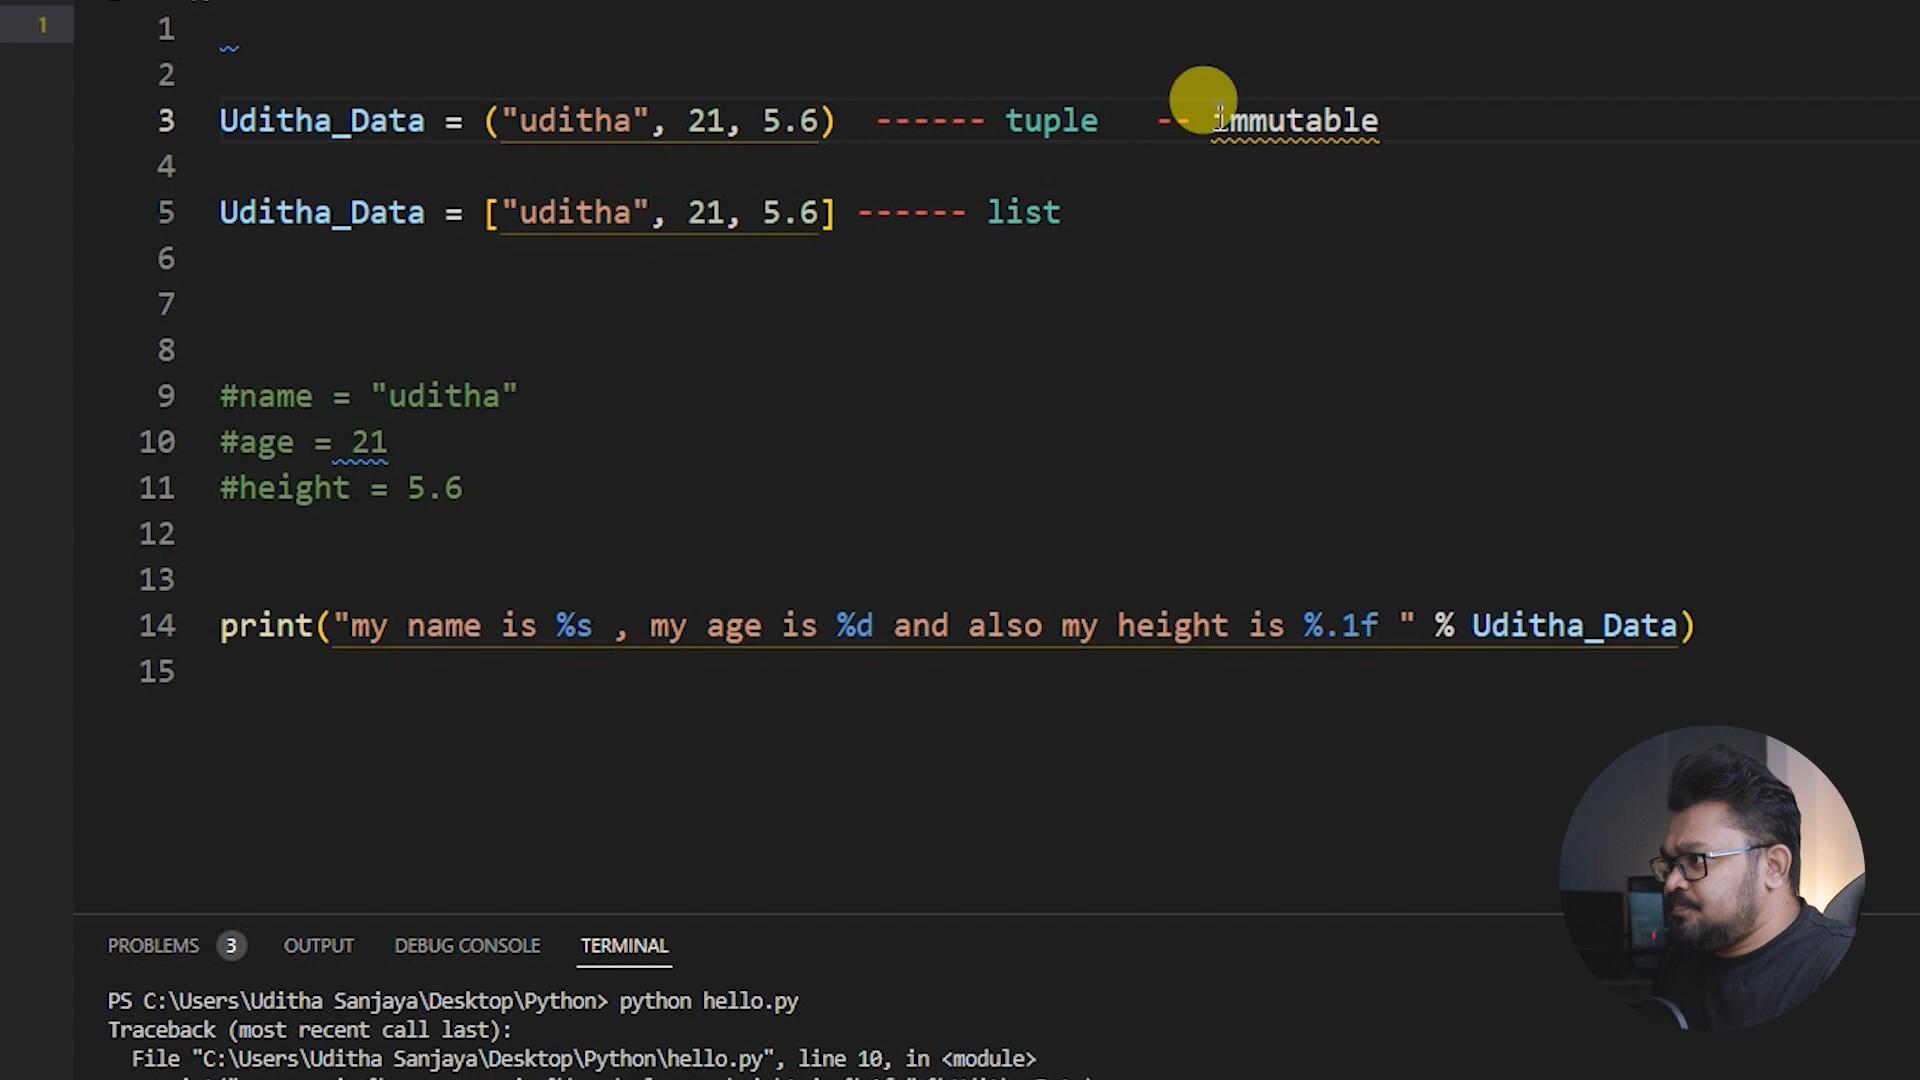 1
1
2
3 Uditha_Data = ("uditha", 21, 5.6) ------ tuple -- immutable
4
5 Uditha_Data = ["uditha", 21, 5.6] ------ list
6
7
8
9 #name = "uditha"
10 #age = 21
11 #height = 5.6
12
13
14 print("my name is %s , my age is %d and also my height is %.1f " % Uditha_Data)
15
PROBLEMS 3 OUTPUT DEBUG CONSOLE TERMINAL
PS C:\Users\Uditha Sanjaya\Desktop\Python> python hello.py
Traceback (most recent call last):
File "C:\Users\Uditha Sanjaya\Desktop\Python\hello.py", line 10, in <module>